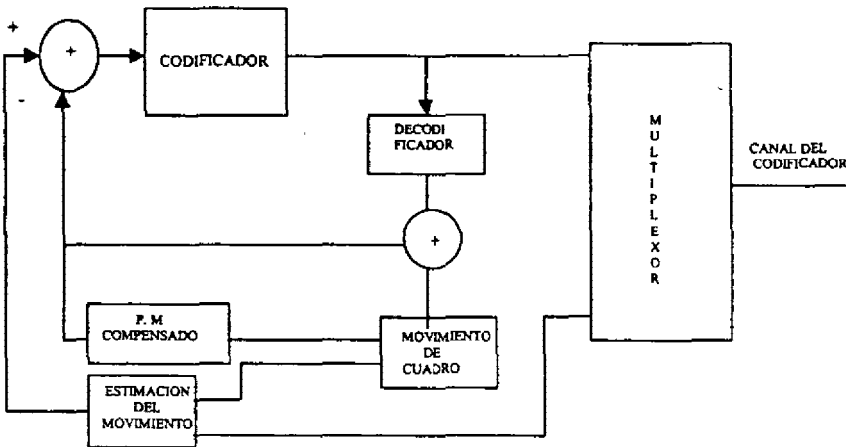 +
+
-
CODIFICADOR
DECODI
FICADOR
+
M
U
L
T
I
P
L
E
X
O
R
CANAL DEL
CODIFICADOR
P. M
COMPENSADO
MOVIMIENTO
DE
CUADRO
ESTIMACION
DEL
MOVIMIENTO